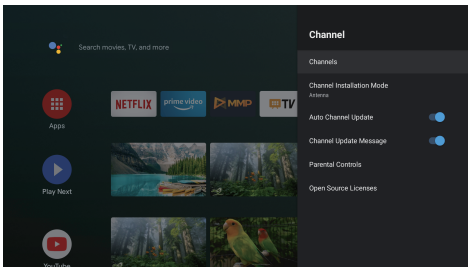 Search movies, TV, and more
Apps
NETFLIX
prime video
MMP
TV
Play Next
YouTube
Channel
Channels
Channel Installation Mode
Antenna
Auto Channel Update
Channel Update Message
Parental Controls
Open Source Licenses